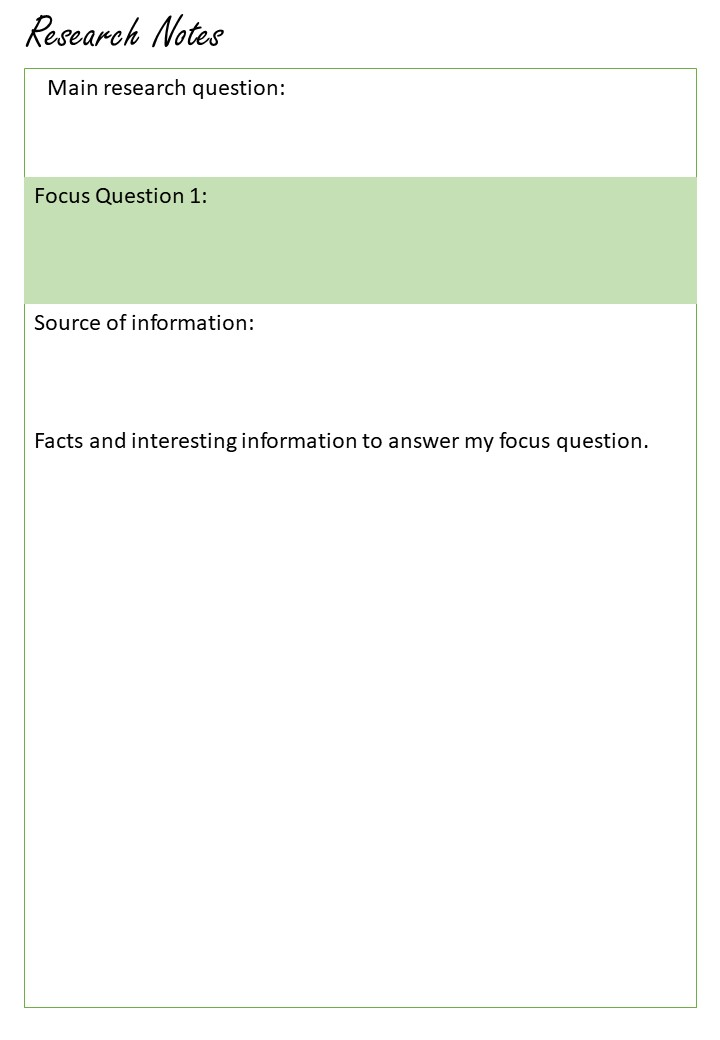 Research Notes
Main research question:
Focus Question 1:
Source of information:
Facts and interesting information to answer my focus question.